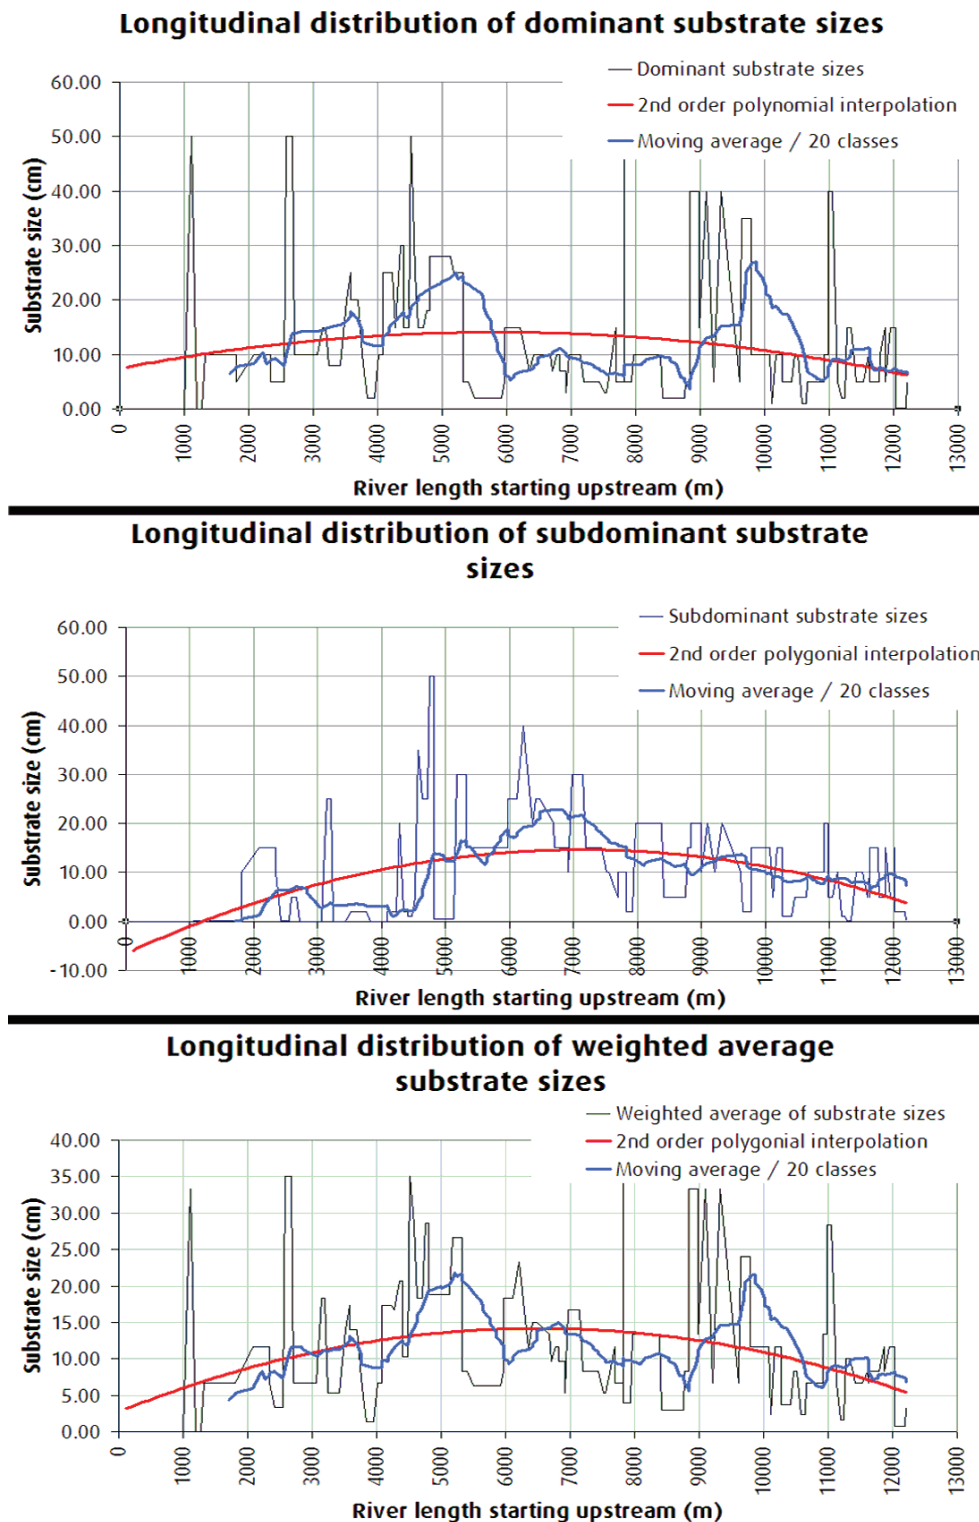 Longitudinal distribution of dominant substrate sizes
Dominant substrate sizes
2nd order polynomial interpolation
Moving average / 20 classes
Substrate size (cm)
60.00
50.00
40.00
30.00
20.00
10.00
0.00
0 1000 2000 3000 4000 5000 6000 7000 8000 9000 10000 11000 12000 13000
River length starting upstream (m)
Longitudinal distribution of subdominant substrate
sizes
Subdominant substrate sizes
2nd order polygonial interpolation
Moving average / 20 classes
Substrate size (cm)
60.00
50.00
40.00
30.00
20.00
10.00
0.00
-10.00
0 1000 2000 3000 4000 5000 6000 7000 8000 9000 10000 11000 12000 13000
River length starting upstream (m)
Longitudinal distribution of weighted average
substrate sizes
Weighted average of substrate sizes
2nd order polygonial interpolation
Moving average / 20 classes
Substrate size (cm)
40.00
35.00
30.00
25.00
20.00
15.00
10.00
5.00
0.00
0 1000 2000 3000 4000 5000 6000 7000 8000 9000 10000 11000 12000 13000
River length starting upstream (m)